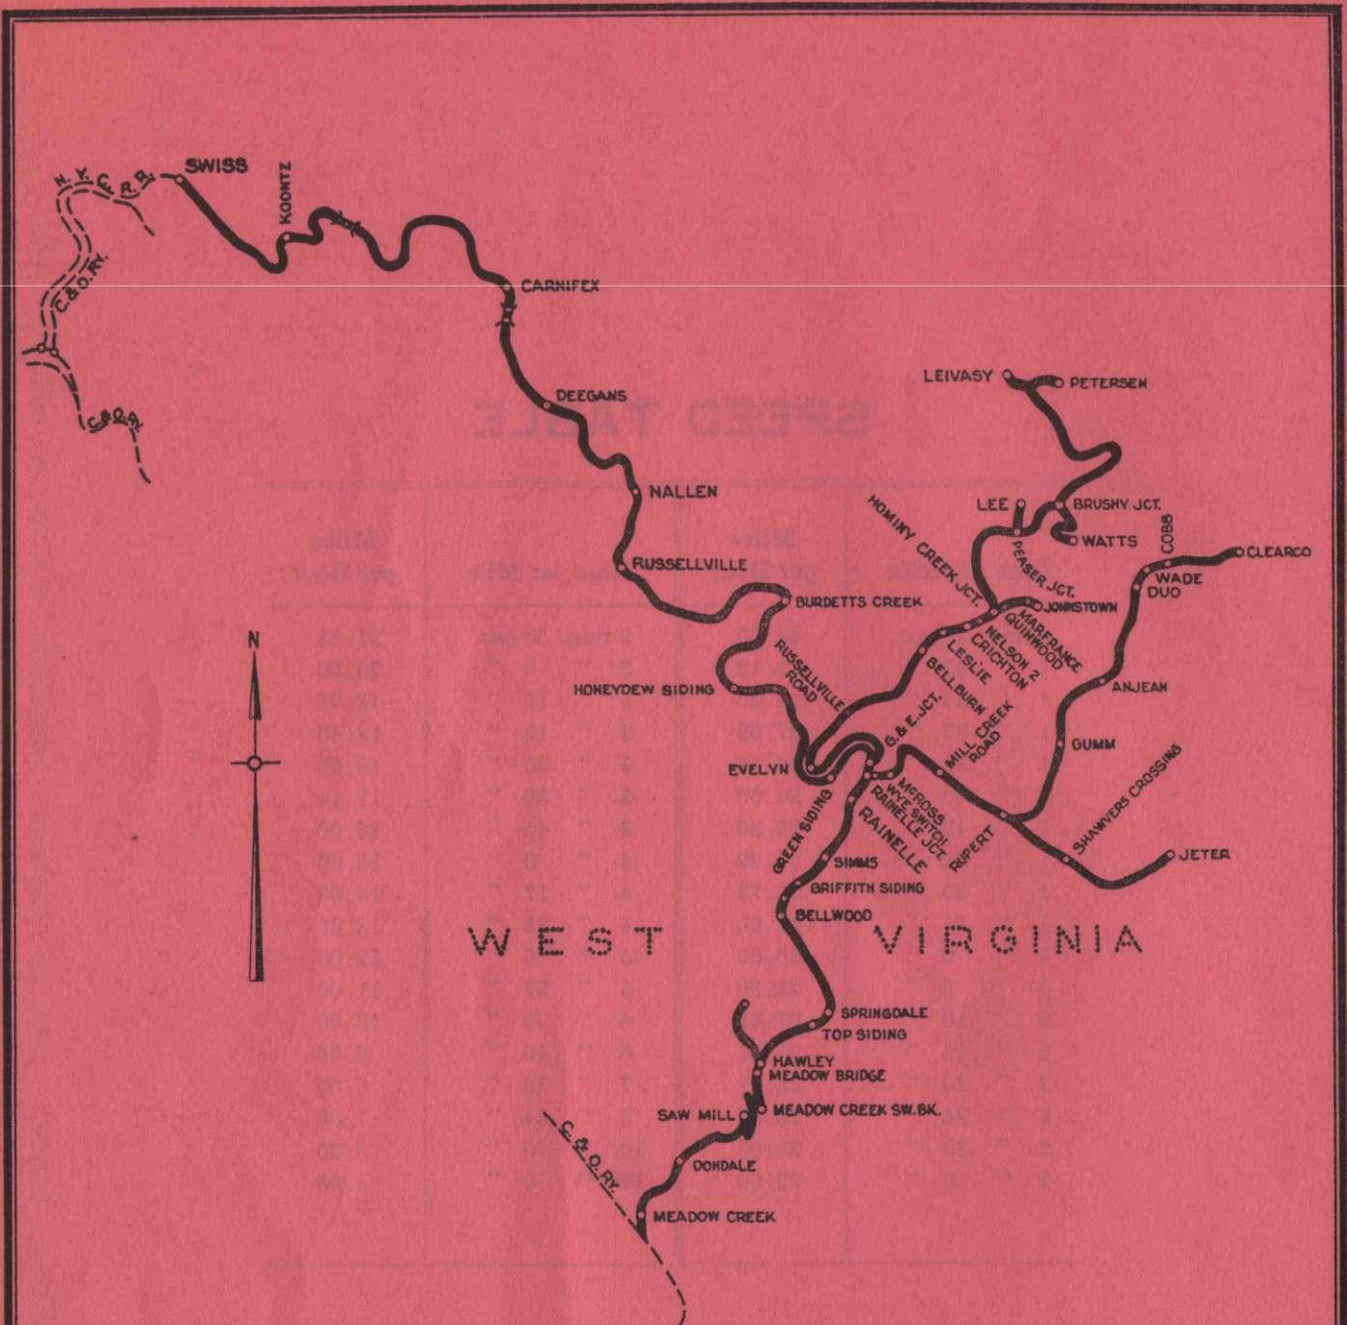 SWISS
KOONTZ
N. Y. C. R. R.
C. & O. RY.
CARNIFEX
C. & O. RY.
DEEGANS
LEIVASY
PETERSEN
SPEED TABLE
NALLEN
HOMINY CREEK JCT.
LEE
BRUSHY JCT.
PEASER JCT.
WATTS
COBB
CLEARCO
WADE
DUO
RUSSELLVILLE
BURDETTS CREEK
JOHNSTOWN
MARFRANCE
QUINWOOD
NELSON 2
CRICHTON
LESLIE
BELLBURN
N
RUSSELLVILLE
ROAD
HONEYDEW SIDING
ANJEAN
G. & E. JCT.
MILL CREEK
ROAD
GUMM
EVELYN
GREEN SIDING
McROSS
WYE SWITCH
RAINELLE JCT.
RAINELLE
RUPERT
SHAWVERS CROSSING
JETER
SIMMS
GRIFFITH SIDING
BELLWOOD
WEST VIRGINIA
SPRINGDALE
TOP SIDING
HAWLEY
MEADOW BRIDGE
SAW MILL
MEADOW CREEK SW. BK.
C. & O. RY.
DONDALE
MEADOW CREEK